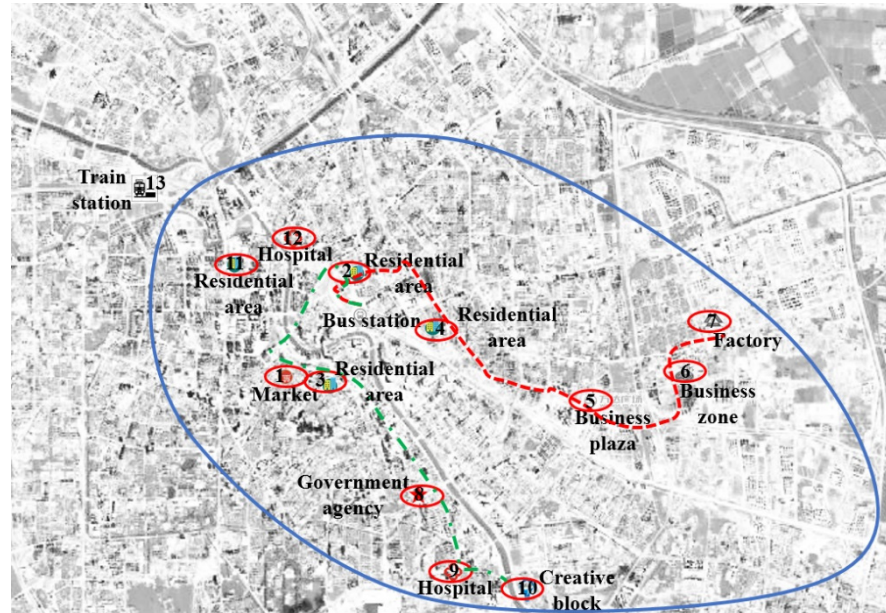 Train
station
13
12
Hospital
11
Residential
area
2
Residential
area
Bus station
4
Residential
area
7
Factory
1
Market
3
Residential
area
6
Business
zone
5
Business
plaza
Government
agency
8
9
Hospital
10
Creative
block